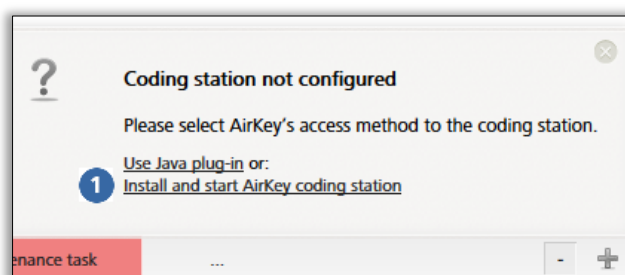 ?
Coding station not configured
Please select AirKey's access method to the coding station.
Use Java plug-in or:
1 Install and start AirKey coding station
enance task ... - +